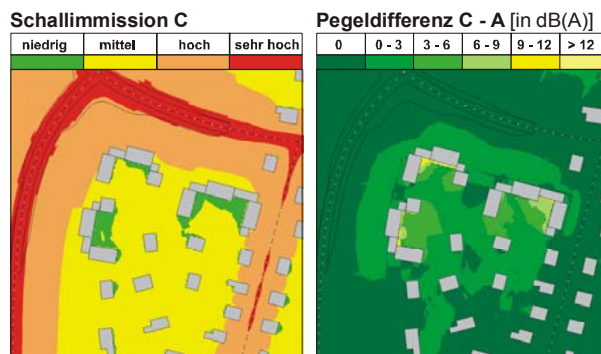 Schallimmission C
niedrig mittel hoch sehr hoch
Pegeldifferenz C - A [in dB(A)]
0 0 - 3 3 - 6 6 - 9 9 - 12 > 12